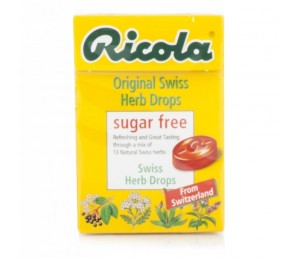 Ricola
Original Swiss
Herb Drops
sugar free
Refreshing and Great Tasting
through a mix of
13 Natural Swiss herbs
Swiss
Herb Drops
From
Switzerland